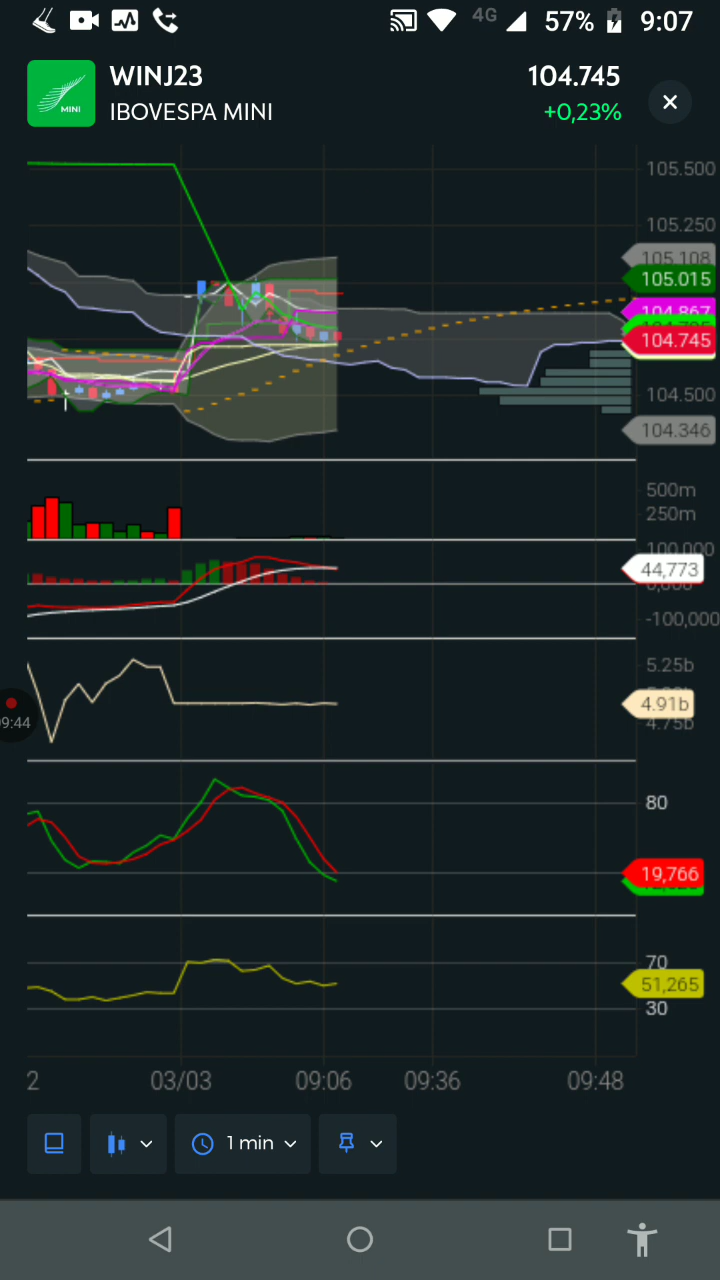 4G 57% 9:07
MINI
WINJ23 104.745
IBOVESPA MINI +0,23%
105.500
105.250
105.108
105.015
104.867
104.745
104.500
104.346
500m
250m
100,000
44,773
-100,000
5.25b
4.91b
4.75b
09:44
80
19,766
70
51,265
30
2 03/03 09:06 09:36 09:48
1 min